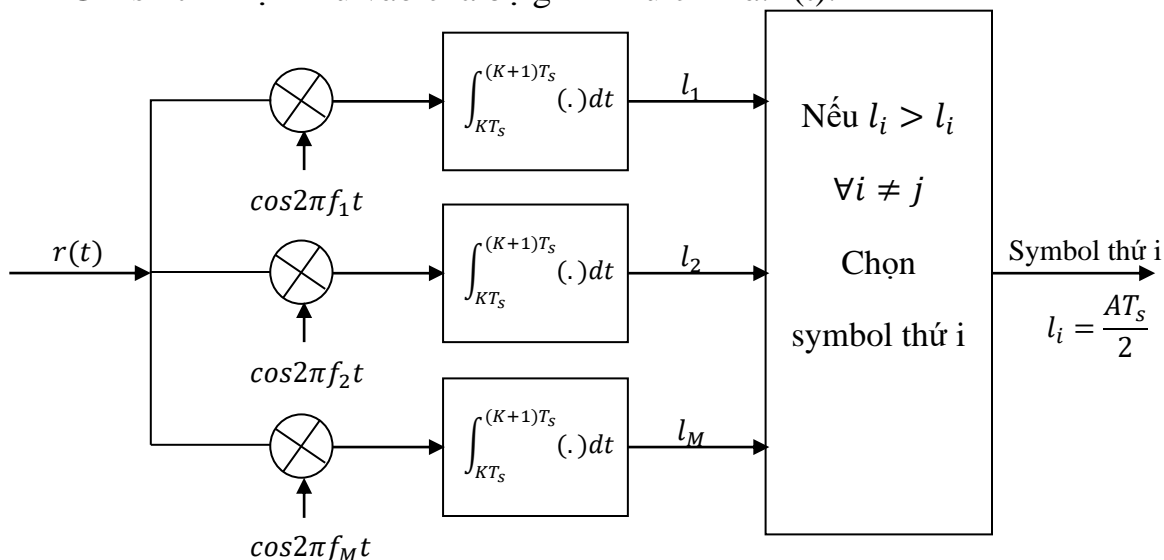 (t).
∫_{KT_s}^{(K+1)T_s} (.)dt
l_1
cos2πf_1t
r(t)
∫_{KT_s}^{(K+1)T_s} (.)dt
l_2
cos2πf_2t
∫_{KT_s}^{(K+1)T_s} (.)dt
l_M
cos2πf_Mt
Nếu l_i > l_i
∀i ≠ j
Chọn
symbol thứ i
Symbol thứ i
l_i = AT_s/2